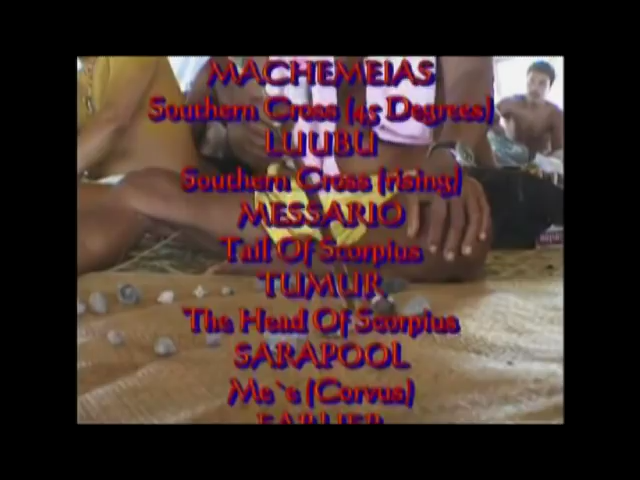 MACHEMEIAS
Southern Cross (45 Degrees)
LUUBU
Southern Cross (rising)
MESSARIO
Tail Of Scorpius
TUMUR
The Head Of Scorpius
SARAPOOL
Me`e (Corvus)